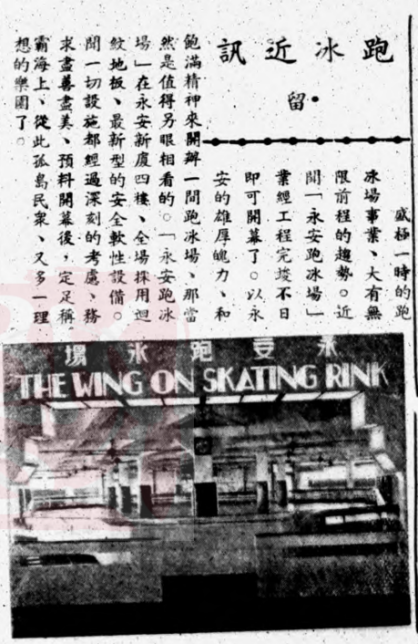 跑冰近訊
留•
盛極一時的跑
冰場事業、大有無
限前程的趨勢。近
聞「永安跑冰場」
業經工程完竣不日
即可開幕了。以永
安的雄厚魄力、和
飽滿精神來開辦一間跑冰場、那當
然是值得另眼相看的。「永安跑冰
場」在永安新廈四樓、全場採用迴
紋地板、最新型的安全軟性設備。
聞一切設施都經過深刻的考慮、務
求盡善盡美、預料開幕後，定足稱
霸海上、從此孤島民衆、又多一理
想的樂園了。
永安跑氷場
THE WING ON SKATING RINK